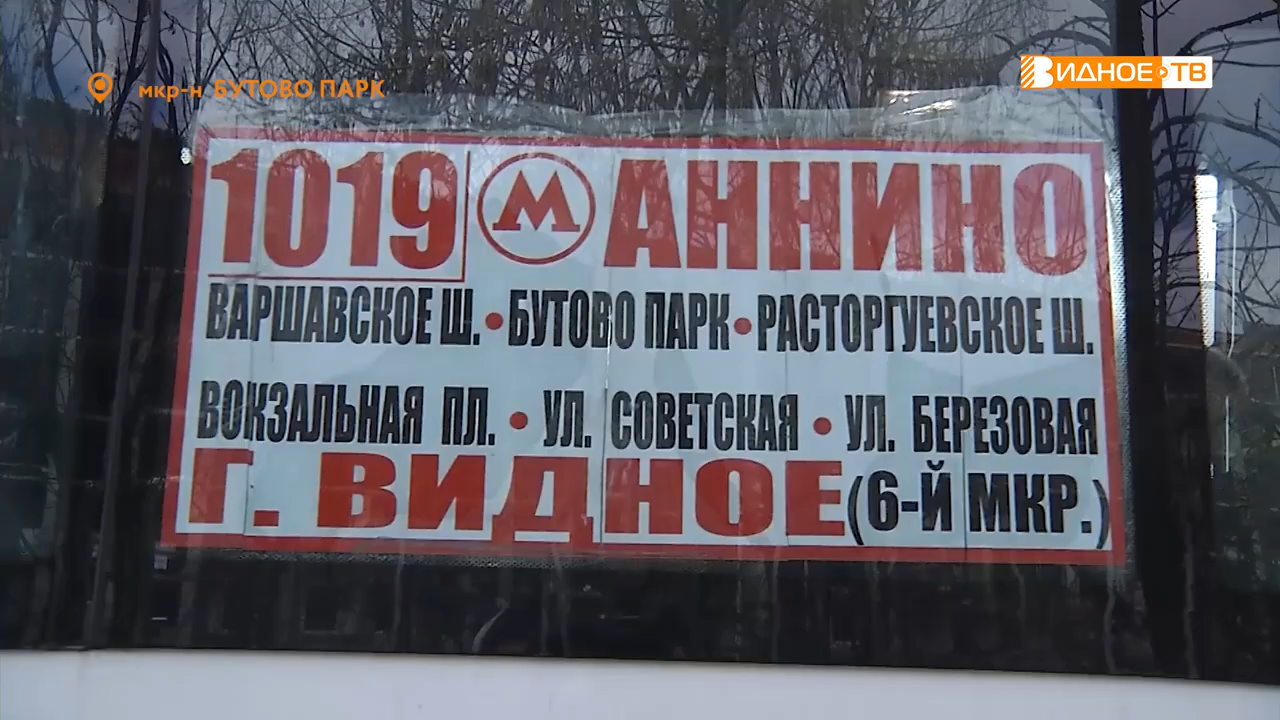 мкр-н БУТОВО ПАРК
ВИДНОЕ ТВ
1019 М АННИНО
ВАРШАВСКОЕ Ш. • БУТОВО ПАРК • РАСТОРГУЕВСКОЕ Ш.
ВОКЗАЛЬНАЯ ПЛ. • УЛ. СОВЕТСКАЯ • УЛ. БЕРЕЗОВАЯ
Г. ВИДНОЕ (6-Й МКР.)